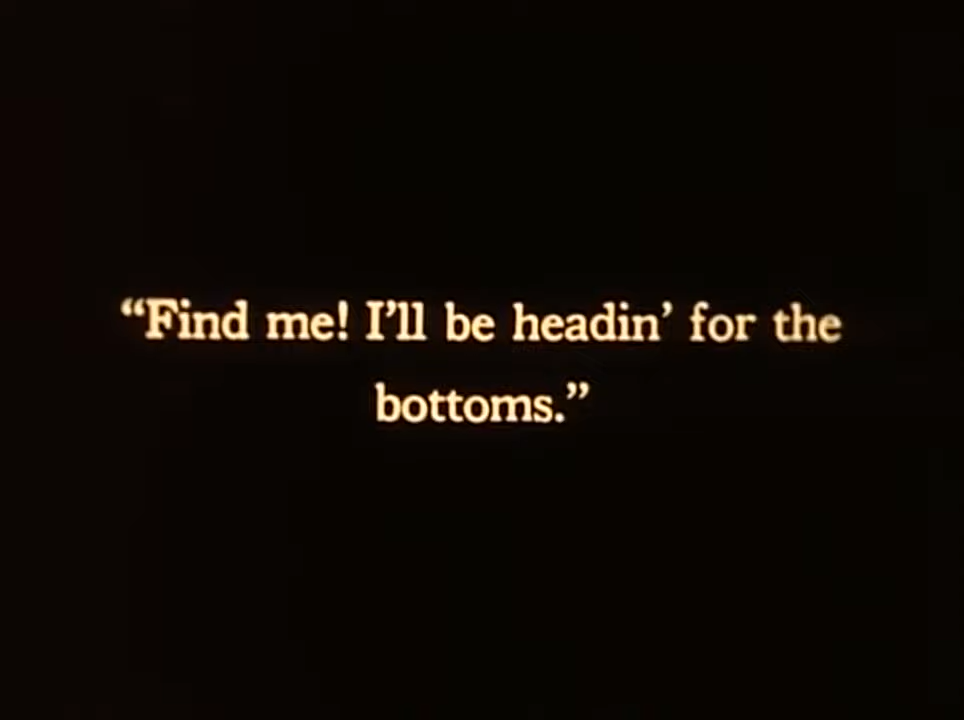 “Find me! I’ll be headin’ for the
bottoms.”